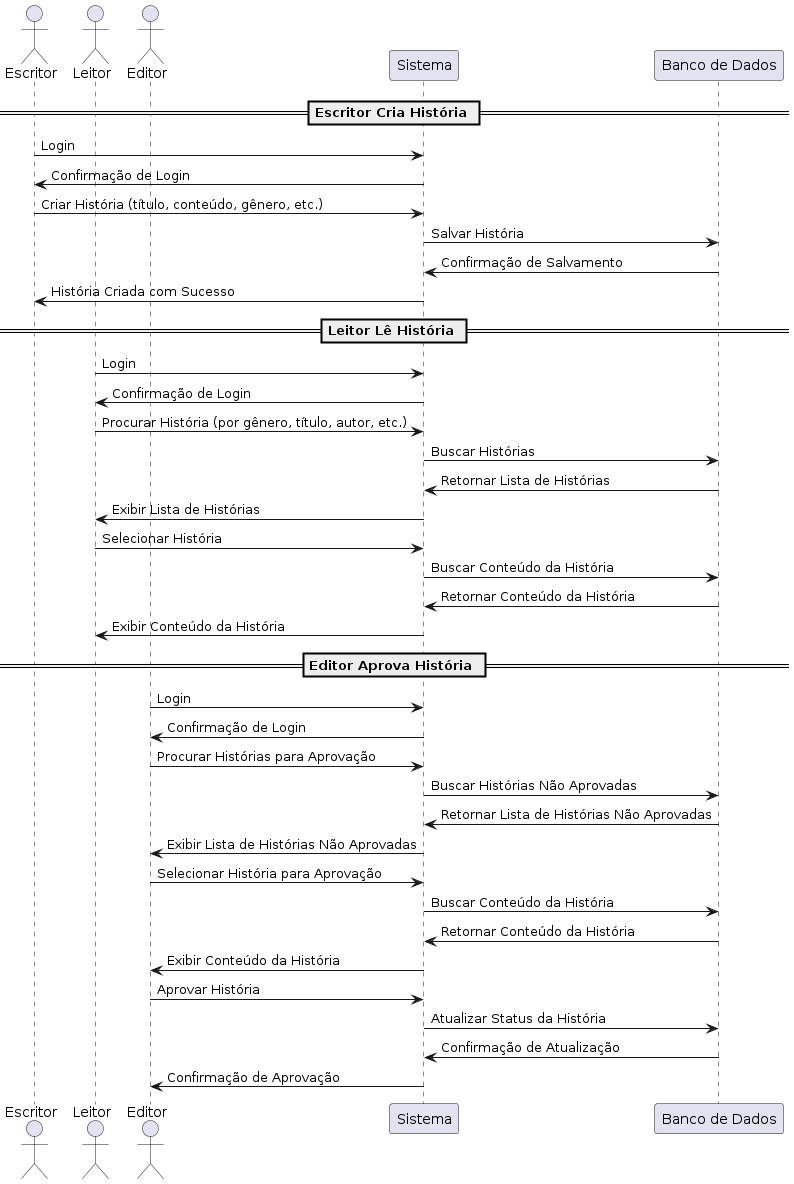 Escritor Leitor Editor Sistema Banco de Dados
Escritor Cria História
Login
Confirmação de Login
Criar História (título, conteúdo, gênero, etc.)
Salvar História
Confirmação de Salvamento
História Criada com Sucesso
Leitor Lê História
Login
Confirmação de Login
Procurar História (por gênero, título, autor, etc.)
Buscar Histórias
Retornar Lista de Histórias
Exibir Lista de Histórias
Selecionar História
Buscar Conteúdo da História
Retornar Conteúdo da História
Exibir Conteúdo da História
Editor Aprova História
Login
Confirmação de Login
Procurar Histórias para Aprovação
Buscar Histórias Não Aprovadas
Retornar Lista de Histórias Não Aprovadas
Exibir Lista de Histórias Não Aprovadas
Selecionar História para Aprovação
Buscar Conteúdo da História
Retornar Conteúdo da História
Exibir Conteúdo da História
Aprovar História
Atualizar Status da História
Confirmação de Atualização
Confirmação de Aprovação
Escritor Leitor Editor Sistema Banco de Dados